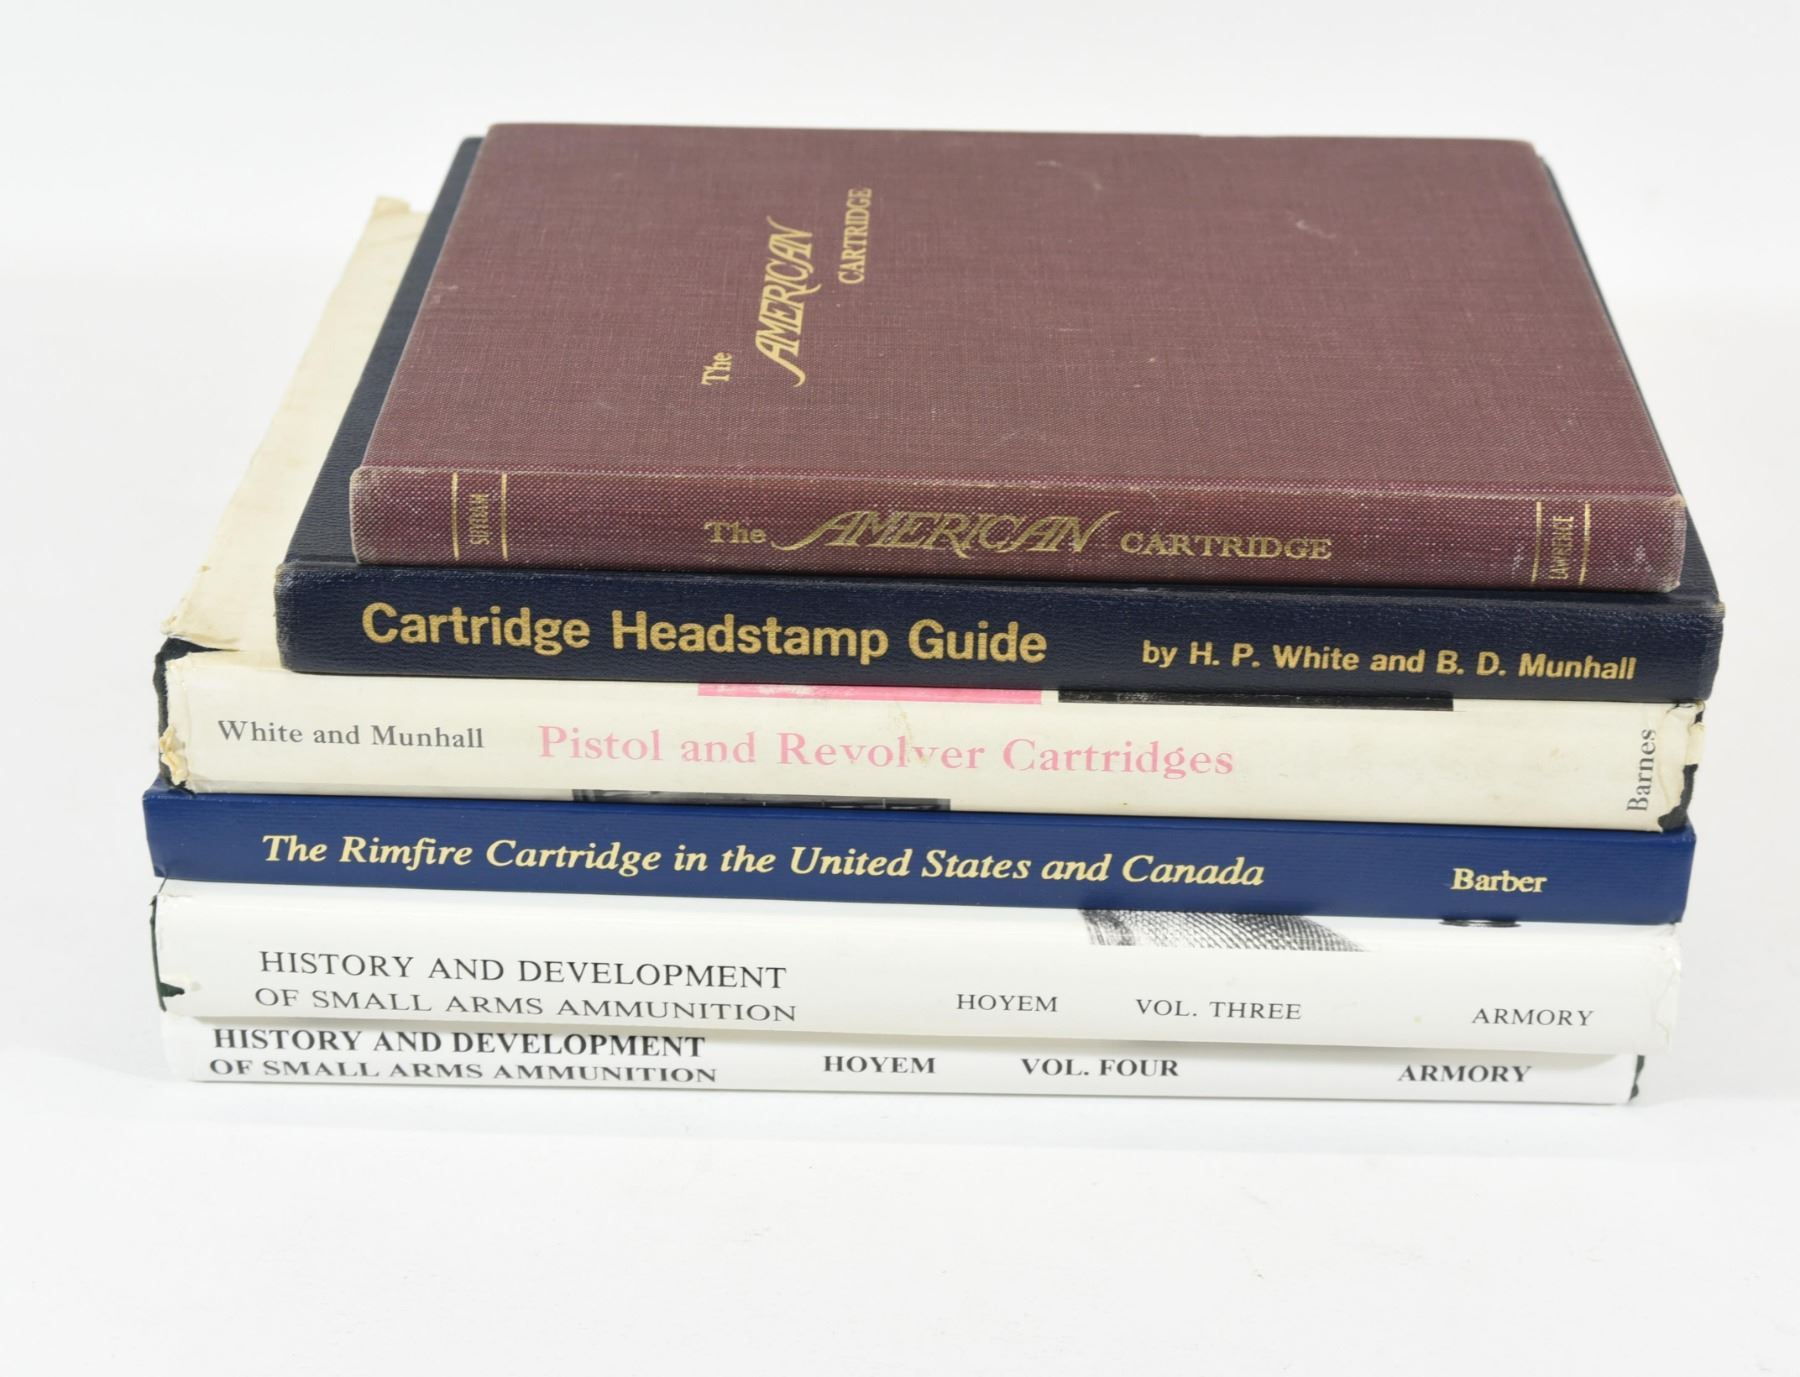 The
AMERICAN
CARTRIDGE
SUYDAM
The AMERICAN CARTRIDGE
LAWRENCE
Cartridge Headstamp Guide by H. P. White and B. D. Munhall
White and Munhall Pistol and Revolver Cartridges Barnes
The Rimfire Cartridge in the United States and Canada Barber
HISTORY AND DEVELOPMENT
OF SMALL ARMS AMMUNITION HOYEM VOL. THREE ARMORY
HISTORY AND DEVELOPMENT
OF SMALL ARMS AMMUNITION HOYEM VOL. FOUR ARMORY